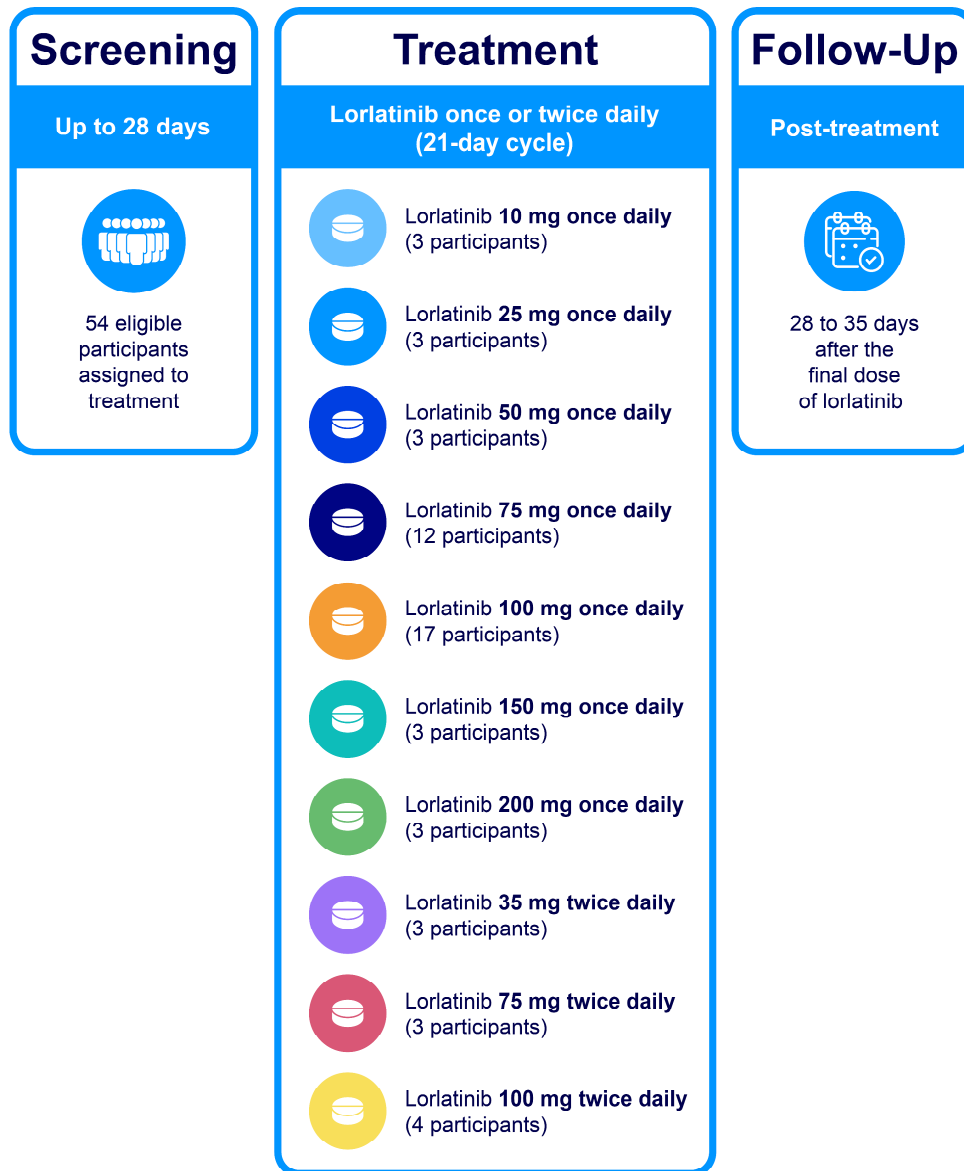 Screening
Up to 28 days
54 eligible
participants
assigned to
treatment
Treatment
Lorlatinib once or twice daily
(21-day cycle)
Lorlatinib 10 mg once daily
(3 participants)
Lorlatinib 25 mg once daily
(3 participants)
Lorlatinib 50 mg once daily
(3 participants)
Lorlatinib 75 mg once daily
(12 participants)
Lorlatinib 100 mg once daily
(17 participants)
Lorlatinib 150 mg once daily
(3 participants)
Lorlatinib 200 mg once daily
(3 participants)
Lorlatinib 35 mg twice daily
(3 participants)
Lorlatinib 75 mg twice daily
(3 participants)
Lorlatinib 100 mg twice daily
(4 participants)
Follow-Up
Post-treatment
28 to 35 days
after the
final dose
of lorlatinib